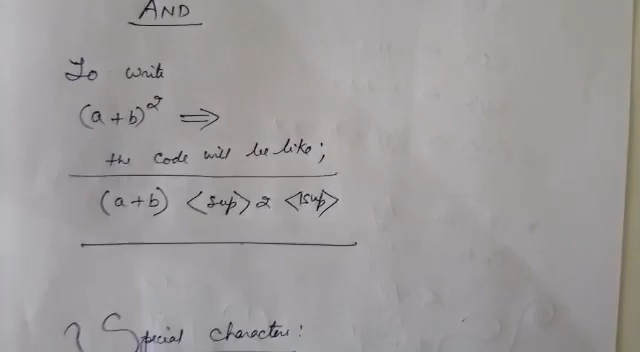 AND
To write
(a+b)² ⇒
the code will be like;
(a+b) <sup>2 </sup>
Special characters: